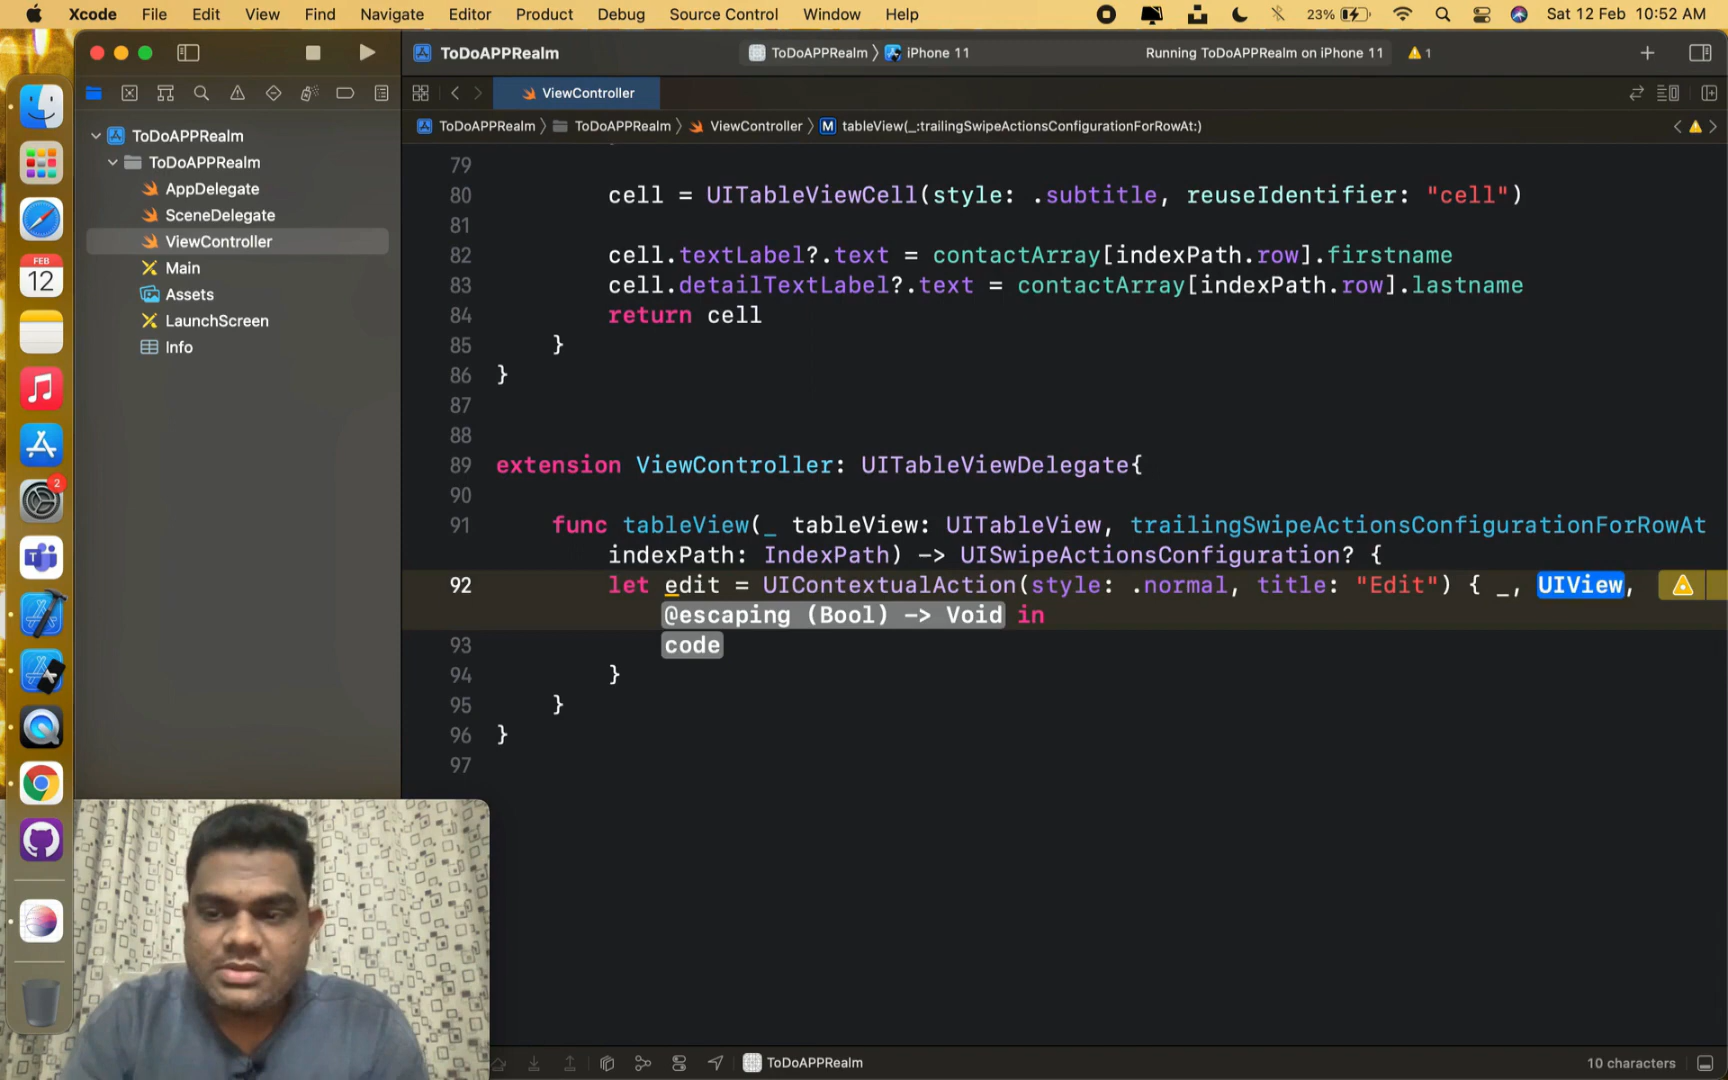 Xcode File Edit View Find Navigate Editor Product Debug Source Control Window Help 23% Sat 12 Feb 10:52 AM
ToDoAPPRealm ToDoAPPRealm iPhone 11 Running ToDoAPPRealm on iPhone 11 1
ViewController
ToDoAPPRealm ToDoAPPRealm ViewController M tableView(_:trailingSwipeActionsConfigurationForRowAt:)
ToDoAPPRealm
ToDoAPPRealm
AppDelegate
SceneDelegate
ViewController
Main
Assets
LaunchScreen
Info
FEB
12
2
79
80 cell = UITableViewCell(style: .subtitle, reuseIdentifier: "cell")
81
82 cell.textLabel?.text = contactArray[indexPath.row].firstname
83 cell.detailTextLabel?.text = contactArray[indexPath.row].lastname
84 return cell
85 }
86 }
87
88
89 extension ViewController: UITableViewDelegate{
90
91 func tableView(_ tableView: UITableView, trailingSwipeActionsConfigurationForRowAt
indexPath: IndexPath) -> UISwipeActionsConfiguration? {
92 let edit = UIContextualAction(style: .normal, title: "Edit") { _, UIView,
@escaping (Bool) -> Void in
93 code
94 }
95 }
96 }
97
ToDoAPPRealm 10 characters